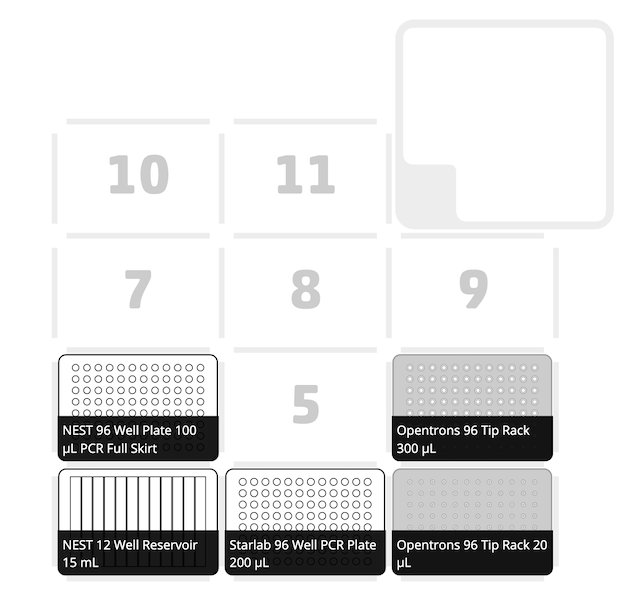 10
11
7
8
9
NEST 96 Well Plate 100
µL PCR Full Skirt
5
Opentrons 96 Tip Rack
300 µL
NEST 12 Well Reservoir
15 mL
Starlab 96 Well PCR Plate
200 µL
Opentrons 96 Tip Rack 20
µL